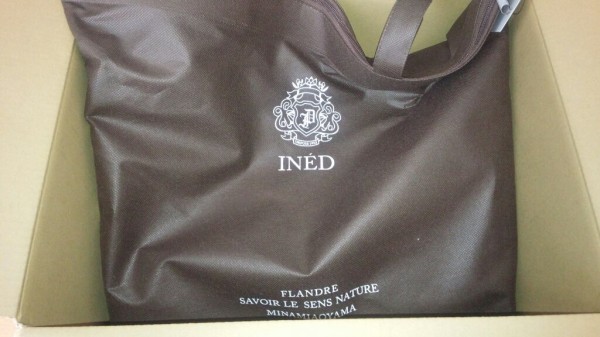 INÉD
FLANDRE
SAVOIR LE SENS NATURE
MINAMIAOYAMA